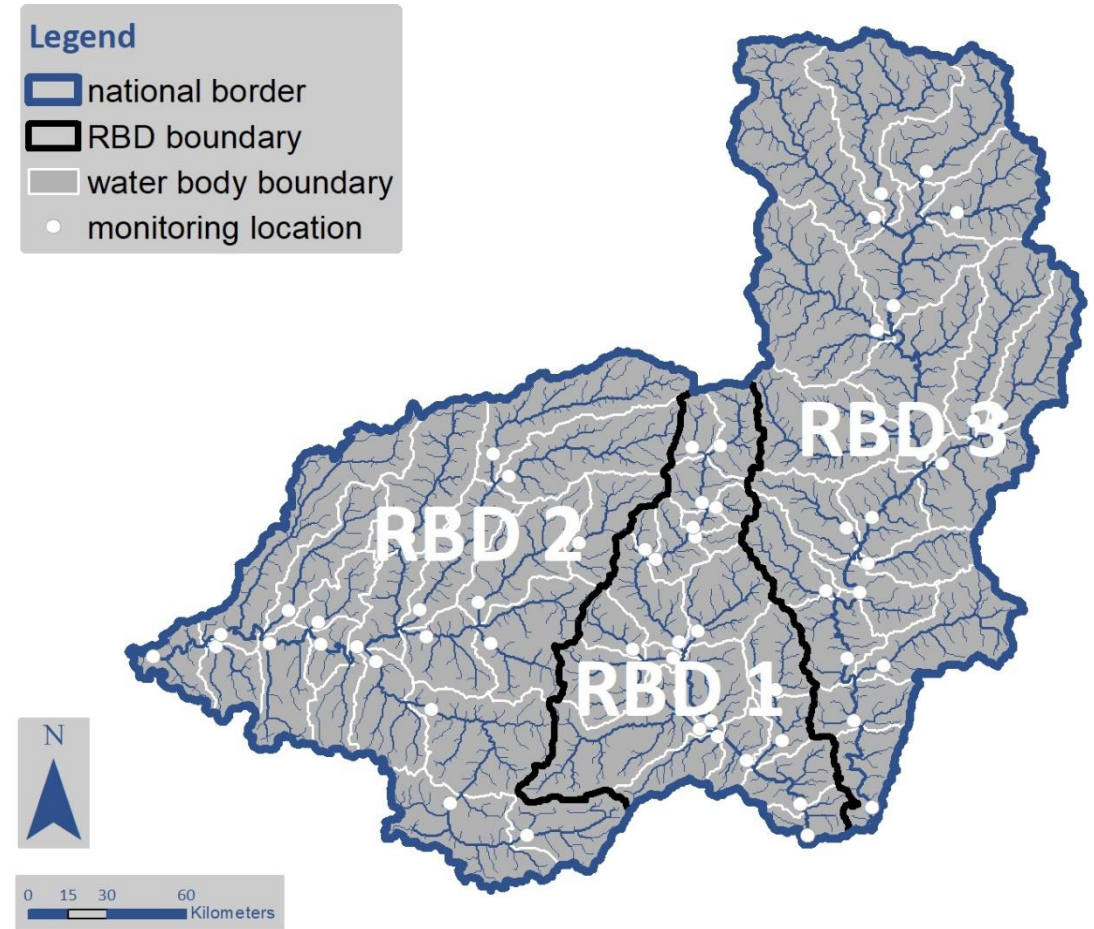 Legend
national border
RBD boundary
water body boundary
monitoring location
RBD 3
RBD 2
RBD 1
N
0 15 30 60
Kilometers